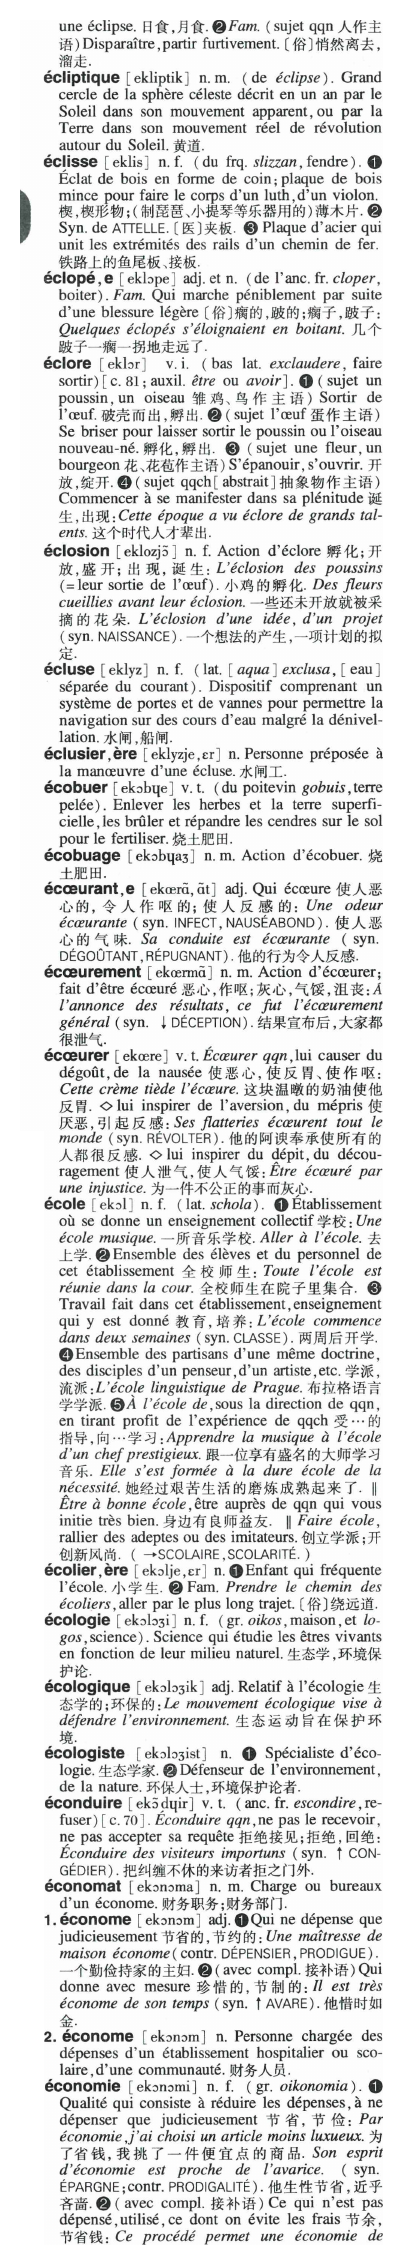 une éclipse. 日食,月食. ❷ Fam. (sujet qqn 人作主
语) Disparaître, partir furtivement. [俗]悄然离去,
溜走.
écliptique [ekliptik] n. m. (de éclipse). Grand
cercle de la sphère céleste décrit en un an par le
Soleil dans son mouvement apparent, ou par la
Terre dans son mouvement réel de révolution
autour du Soleil. 黄道.
éclisse [eklis] n. f. (du frq. slizzan, fendre). ❶
Éclat de bois en forme de coin; plaque de bois
mince pour faire le corps d'un luth, d'un violon.
楔,楔形物;(制琵琶、小提琴等乐器用的)薄木片. ❷
Syn. de ATTELLE. [医]夹板. ❸ Plaque d'acier qui
unit les extrémités des rails d'un chemin de fer.
铁路上的鱼尾板、接板.
éclopé,e [eklɔpe] adj. et n. (de l'anc. fr. cloper,
boiter). Fam. Qui marche péniblement par suite
d'une blessure légère [俗]瘸的,跛的;瘸子,跛子:
Quelques éclopés s'éloignaient en boitant. 几个
跛子一瘸一拐地走远了.
éclore [eklɔr] v. i. (bas lat. exclaudere, faire
sortir) [c. 81; auxil. être ou avoir]. ❶ (sujet un
poussin, un oiseau 雏鸡、鸟作主语) Sortir de
l'œuf. 破壳而出,孵出. ❷ (sujet l'œuf 蛋作主语)
Se briser pour laisser sortir le poussin ou l'oiseau
nouveau-né. 孵化,孵出. ❸ (sujet une fleur, un
bourgeon 花、花苞作主语) S'épanouir, s'ouvrir. 开
放,绽开. ❹ (sujet qqch [abstrait] 抽象物作主语)
Commencer à se manifester dans sa plénitude 诞
生,出现: Cette époque a vu éclore de grands tal-
ents. 这个时代人才辈出.
éclosion [eklozjɔ̃] n. f. Action d'éclore 孵化;开
放,盛开;出现,诞生: L'éclosion des poussins
(= leur sortie de l'œuf). 小鸡的孵化. Des fleurs
cueillies avant leur éclosion. 一些还未开放就被采
摘的花朵. L'éclosion d'une idée, d'un projet
(syn. NAISSANCE). 一个想法的产生,一项计划的拟
定.
écluse [eklyz] n. f. (lat. [aqua] exclusa, [eau]
séparée du courant). Dispositif comprenant un
système de portes et de vannes pour permettre la
navigation sur des cours d'eau malgré la dénivel-
lation. 水闸,船闸.
éclusier,ère [eklyzje,ɛr] n. Personne préposée à
la manœuvre d'une écluse. 水闸工.
écobuer [ekɔbɥe] v. t. (du poitevin gobuis, terre
pelée). Enlever les herbes et la terre superfi-
cielle, les brûler et répandre les cendres sur le sol
pour le fertiliser. 烧土肥田.
écobuage [ekɔbɥaʒ] n. m. Action d'écobuer. 烧
土肥田.
écœurant,e [ekœrɑ̃,ɑ̃t] adj. Qui écœure 使人恶
心的,令人作呕的;使人反感的: Une odeur
écœurante (syn. INFECT, NAUSÉABOND). 使人恶
心的气味. Sa conduite est écœurante (syn.
DÉGOÛTANT, RÉPUGNANT). 他的行为令人反感.
écœurement [ekœrmɑ̃] n. m. Action d'écœurer;
fait d'être écœuré 恶心,作呕;灰心,气馁,沮丧: À
l'annonce des résultats, ce fut l'écœurement
général (syn. ↓DÉCEPTION). 结果宣布后,大家都
很泄气.
écœurer [ekœre] v. t. Écœurer qqn, lui causer du
dégoût, de la nausée 使恶心,使反胃、使作呕:
Cette crème tiède l'écœure. 这块温暾的奶油使他
反胃. ◇ lui inspirer de l'aversion, du mépris 使
厌恶,引起反感: Ses flatteries écœurent tout le
monde (syn. RÉVOLTER). 他的阿谀奉承使所有的
人都很反感. ◇ lui inspirer du dépit, du décou-
ragement 使人泄气,使人气馁: Être écœuré par
une injustice. 为一件不公正的事而灰心.
école [ekɔl] n. f. (lat. schola). ❶ Établissement
où se donne un enseignement collectif 学校: Une
école musique. 一所音乐学校. Aller à l'école. 去
上学. ❷ Ensemble des élèves et du personnel de
cet établissement 全校师生: Toute l'école est
réunie dans la cour. 全校师生在院子里集合. ❸
Travail fait dans cet établissement, enseignement
qui y est donné 教育,培养: L'école commence
dans deux semaines (syn. CLASSE). 两周后开学.
❹ Ensemble des partisans d'une même doctrine,
des disciples d'un penseur, d'un artiste, etc. 学派,
流派: L'école linguistique de Prague. 布拉格语言
学学派. ❺ À l'école de, sous la direction de qqn,
en tirant profit de l'expérience de qqch 受…的
指导,向…学习: Apprendre la musique à l'école
d'un chef prestigieux. 跟一位享有盛名的大师学习
音乐. Elle s'est formée à la dure école de la
nécessité. 她经过艰苦生活的磨炼成熟起来了. ‖
Être à bonne école, être auprès de qqn qui vous
initie très bien. 身边有良师益友. ‖ Faire école,
rallier des adeptes ou des imitateurs. 创立学派;开
创新风尚. (→SCOLAIRE, SCOLARITÉ.)
écolier,ère [ekɔlje,ɛr] n. ❶ Enfant qui fréquente
l'école. 小学生. ❷ Fam. Prendre le chemin des
écoliers, aller par le plus long trajet. [俗]绕远道.
écologie [ekɔlɔʒi] n. f. (gr. oikos, maison, et lo-
gos, science). Science qui étudie les êtres vivants
en fonction de leur milieu naturel. 生态学,环境保
护论.
écologique [ekɔlɔʒik] adj. Relatif à l'écologie 生
态学的;环保的: Le mouvement écologique vise à
défendre l'environnement. 生态运动旨在保护环
境.
écologiste [ekɔlɔʒist] n. ❶ Spécialiste d'éco-
logie. 生态学家. ❷ Défenseur de l'environnement,
de la nature. 环保人士,环境保护论者.
éconduire [ekɔ̃dɥir] v. t. (anc. fr. escondire, re-
fuser) [c. 70]. Éconduire qqn, ne pas le recevoir,
ne pas accepter sa requête 拒绝接见;拒绝,回绝:
Éconduire des visiteurs importuns (syn. ↑ CON-
GÉDIER). 把纠缠不休的来访者拒之门外.
économat [ekɔnɔma] n. m. Charge ou bureaux
d'un économe. 财务职务;财务部门.
1. économe [ekɔnɔm] adj. ❶ Qui ne dépense que
judicieusement 节省的,节约的: Une maîtresse de
maison économe (contr. DÉPENSIER, PRODIGUE).
一个勤俭持家的主妇. ❷ (avec compl. 接补语) Qui
donne avec mesure 珍惜的,节制的: Il est très
économe de son temps (syn. ↑ AVARE). 他惜时如
金.
2. économe [ekɔnɔm] n. Personne chargée des
dépenses d'un établissement hospitalier ou sco-
laire, d'une communauté. 财务人员.
économie [ekɔnɔmi] n. f. (gr. oikonomia). ❶
Qualité qui consiste à réduire les dépenses, à ne
dépenser que judicieusement 节省,节俭: Par
économie, j'ai choisi un article moins luxueux. 为
了省钱,我挑了一件便宜点的商品. Son esprit
d'économie est proche de l'avarice. (syn.
ÉPARGNE; contr. PRODIGALITÉ). 他生性节省,近乎
吝啬. ❷ (avec compl. 接补语) Ce qui n'est pas
dépensé, utilisé, ce dont on évite les frais 节余,
节省钱: Ce procédé permet une économie de